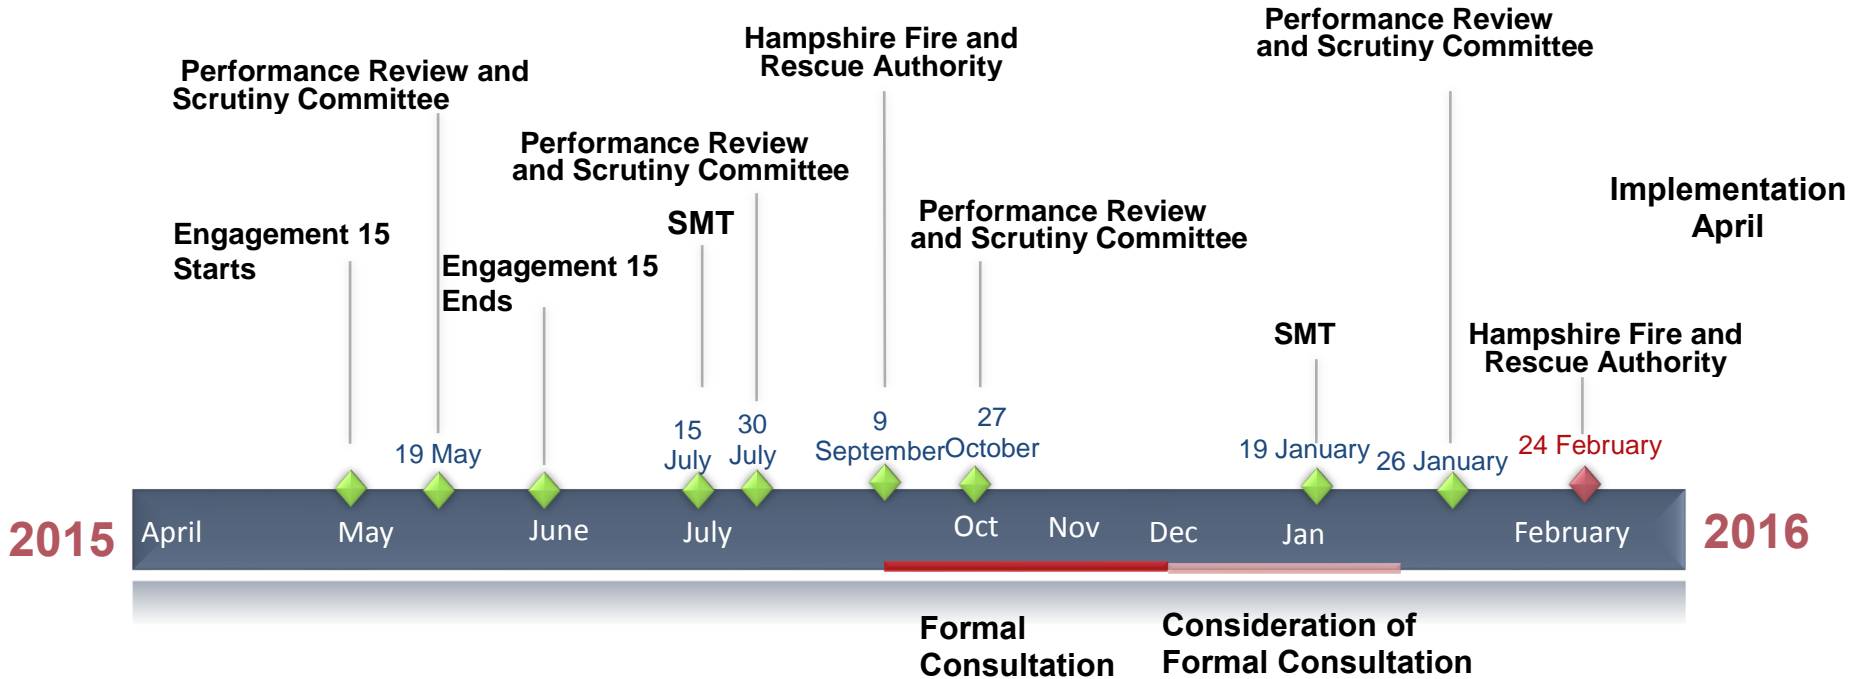 Performance Review and
Scrutiny Committee
Hampshire Fire and
Rescue Authority
Performance Review
and Scrutiny Committee
Performance Review
and Scrutiny Committee
SMT
Performance Review
and Scrutiny Committee
Implementation
April
Engagement 15
Starts
Engagement 15
Ends
SMT
Hampshire Fire and
Rescue Authority
19 May
15
July
30
July
9
September
27
October
19 January
26 January
24 February
2015
April
May
June
July
Oct
Nov
Dec
Jan
February
2016
Formal
Consultation
Consideration of
Formal Consultation